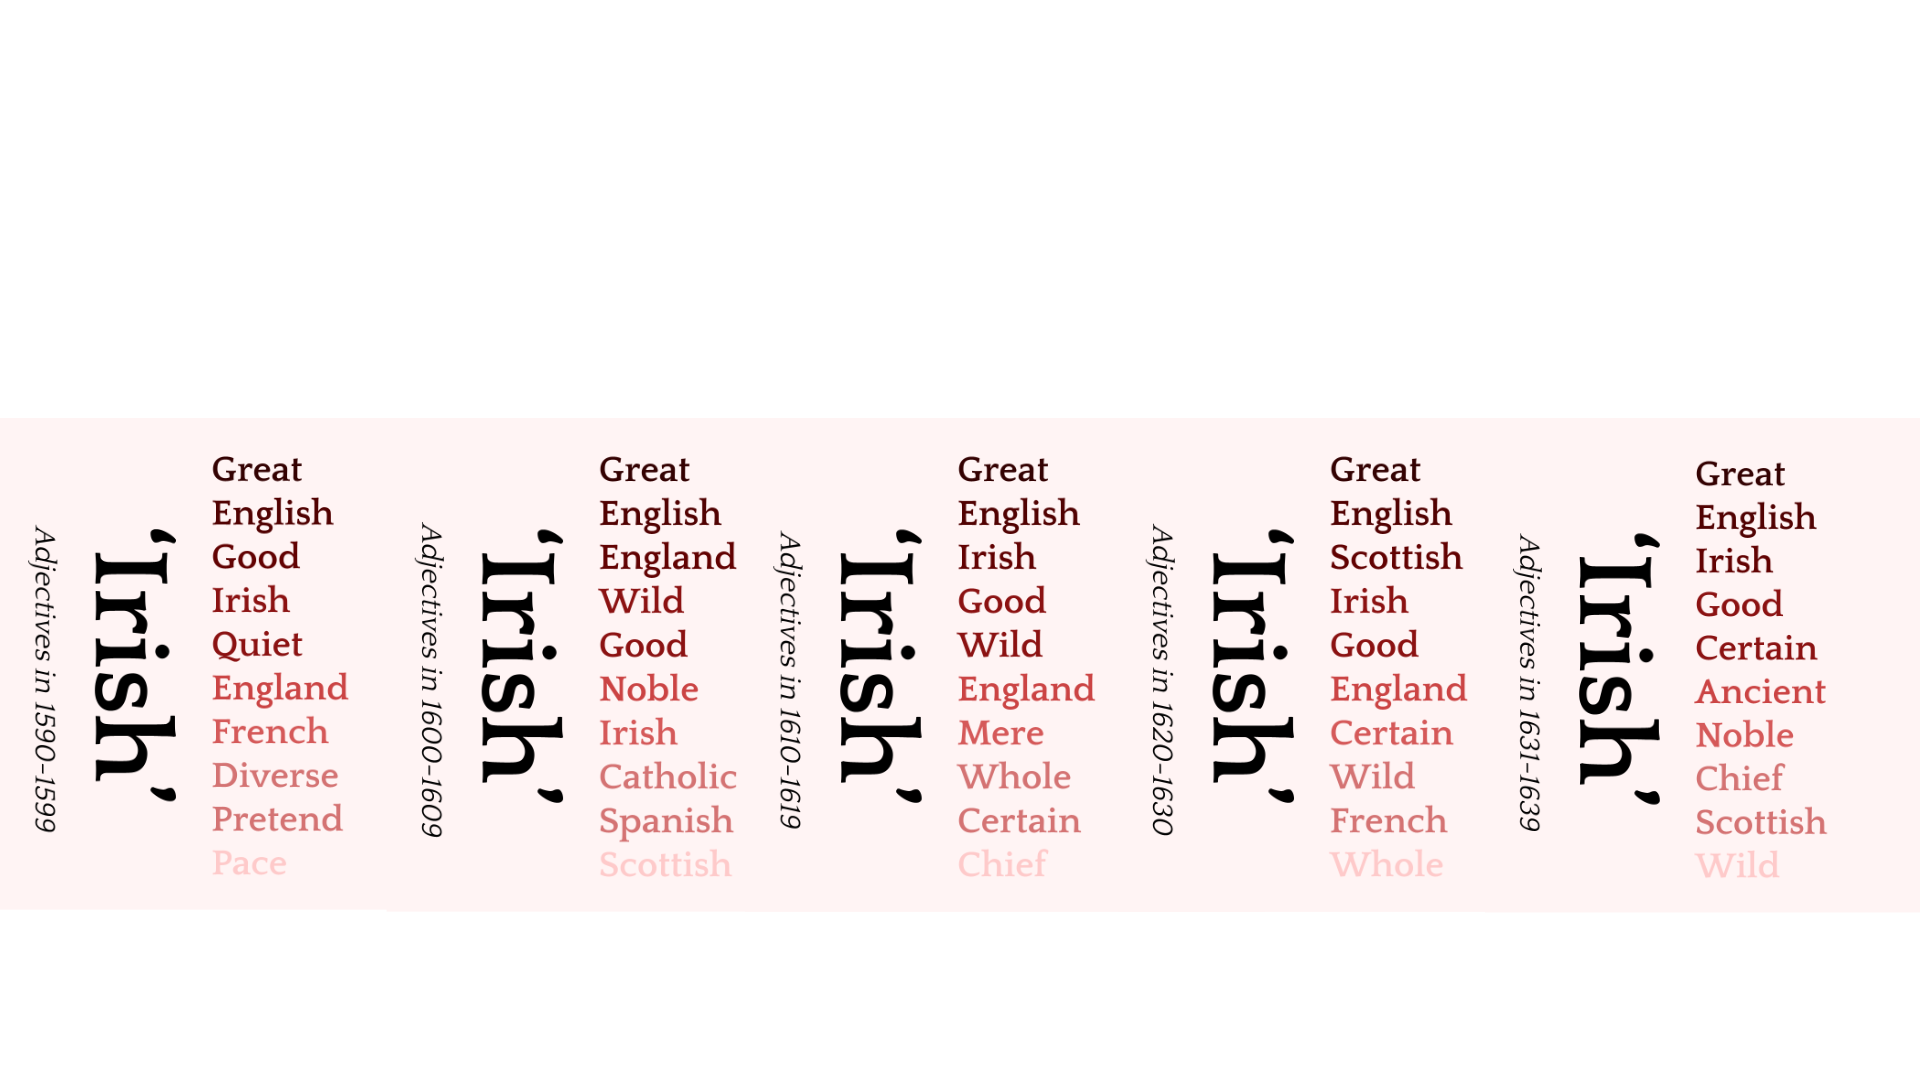 Adjectives in 1590-1599
‘Irish’
Great
English
Good
Irish
Quiet
England
French
Diverse
Pretend
Pace
Adjectives in 1600-1609
‘Irish’
Great
English
England
Wild
Good
Noble
Irish
Catholic
Spanish
Scottish
Adjectives in 1610-1619
‘Irish’
Great
English
Irish
Good
Wild
England
Mere
Whole
Certain
Chief
Adjectives in 1620-1630
‘Irish’
Great
English
Scottish
Irish
Good
England
Certain
Wild
French
Whole
Adjectives in 1631-1639
‘Irish’
Great
English
Irish
Good
Certain
Ancient
Noble
Chief
Scottish
Wild